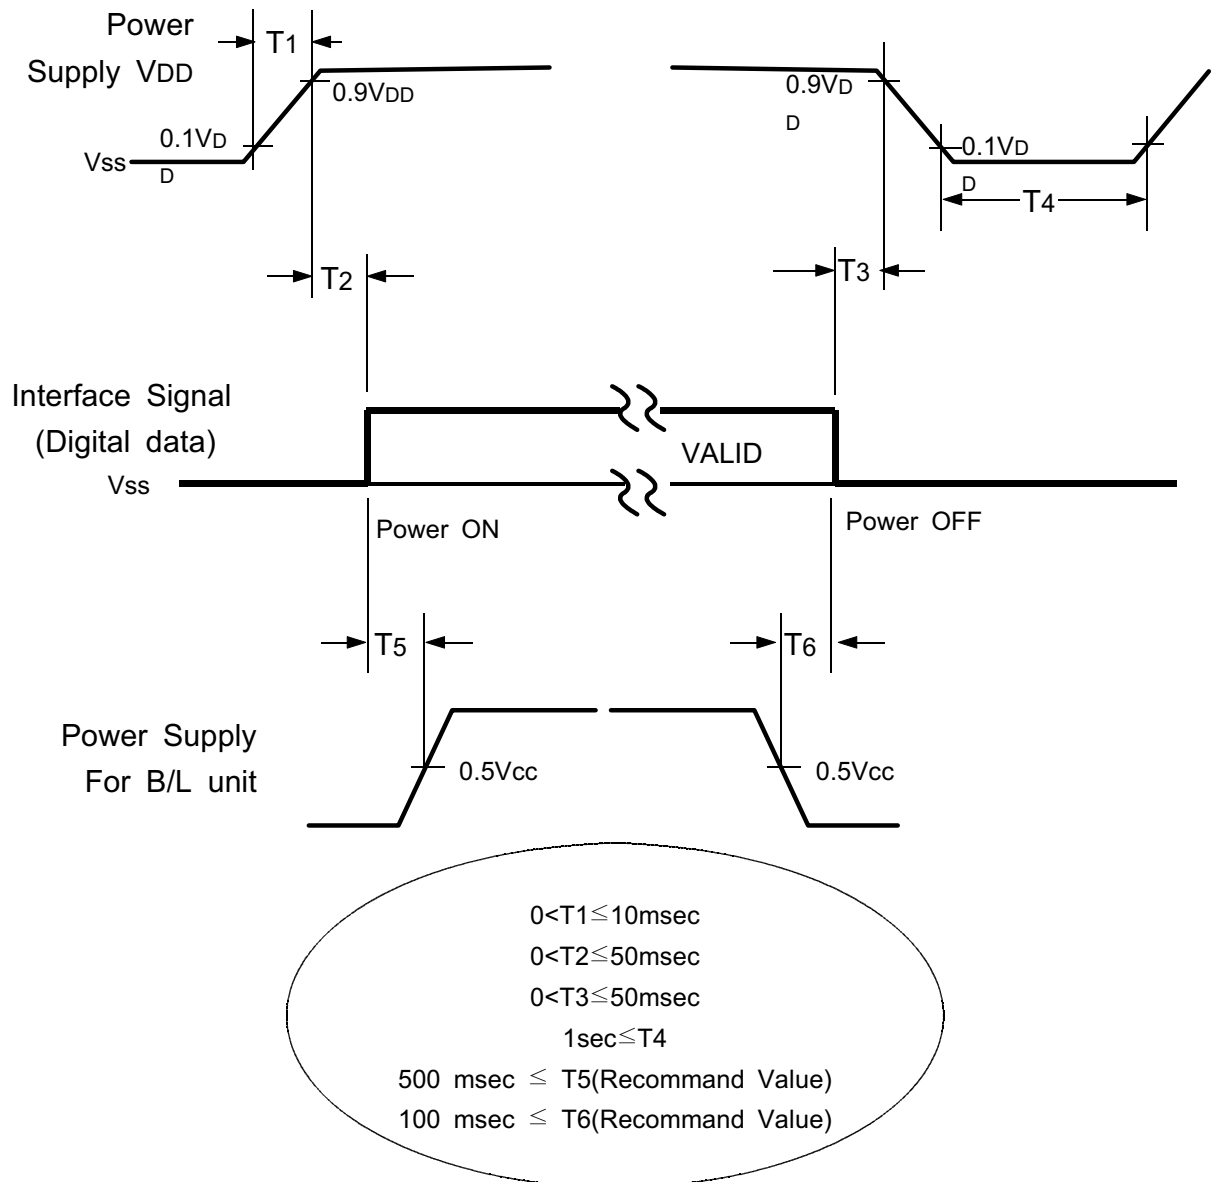 Power
Supply VDD
T1
0.9VDD
0.1VD
D
Vss
0.9VD
D
0.1VD
D
T4
T2
T3
Interface Signal
(Digital data)
Vss
VALID
Power ON
Power OFF
T5
T6
Power Supply
For B/L unit
0.5Vcc
0.5Vcc
0<T1≤10msec
0<T2≤50msec
0<T3≤50msec
1sec≤T4
500 msec ≤ T5(Recommand Value)
100 msec ≤ T6(Recommand Value)